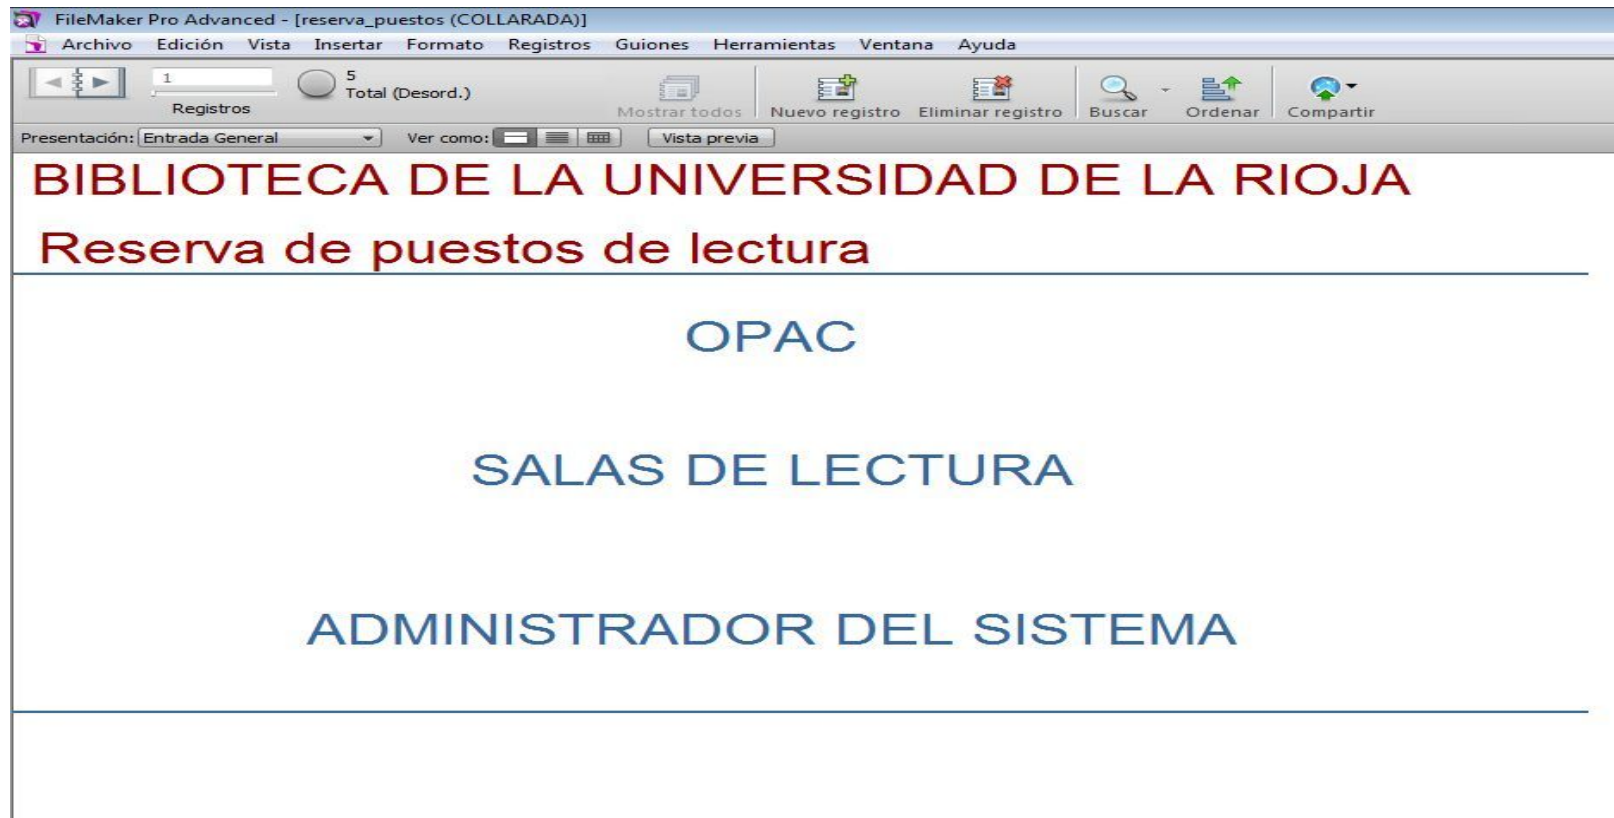 FileMaker Pro Advanced - [reserva_puestos (COLLARADA)]
Archivo Edición Vista Insertar Formato Registros Guiones Herramientas Ventana Ayuda
1
Registros
5
Total (Desord.)
Mostrar todos Nuevo registro Eliminar registro Buscar Ordenar Compartir
Presentación: Entrada General Ver como: Vista previa
BIBLIOTECA DE LA UNIVERSIDAD DE LA RIOJA
Reserva de puestos de lectura
OPAC
SALAS DE LECTURA
ADMINISTRADOR DEL SISTEMA